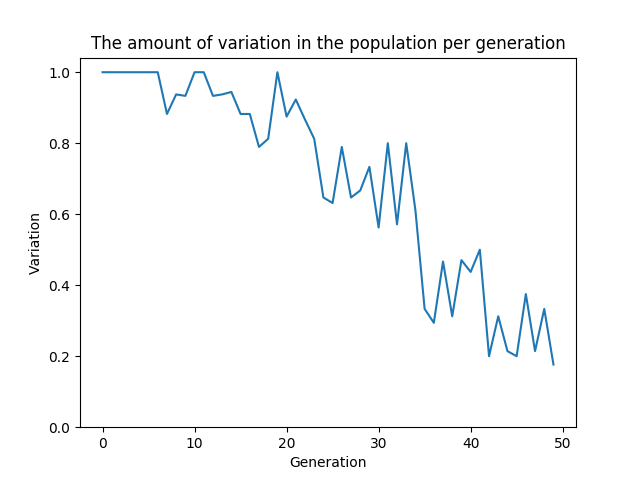 The amount of variation in the population per generation
1.0
0.8
0.6
0.4
0.2
0.0
Variation
0 10 20 30 40 50
Generation